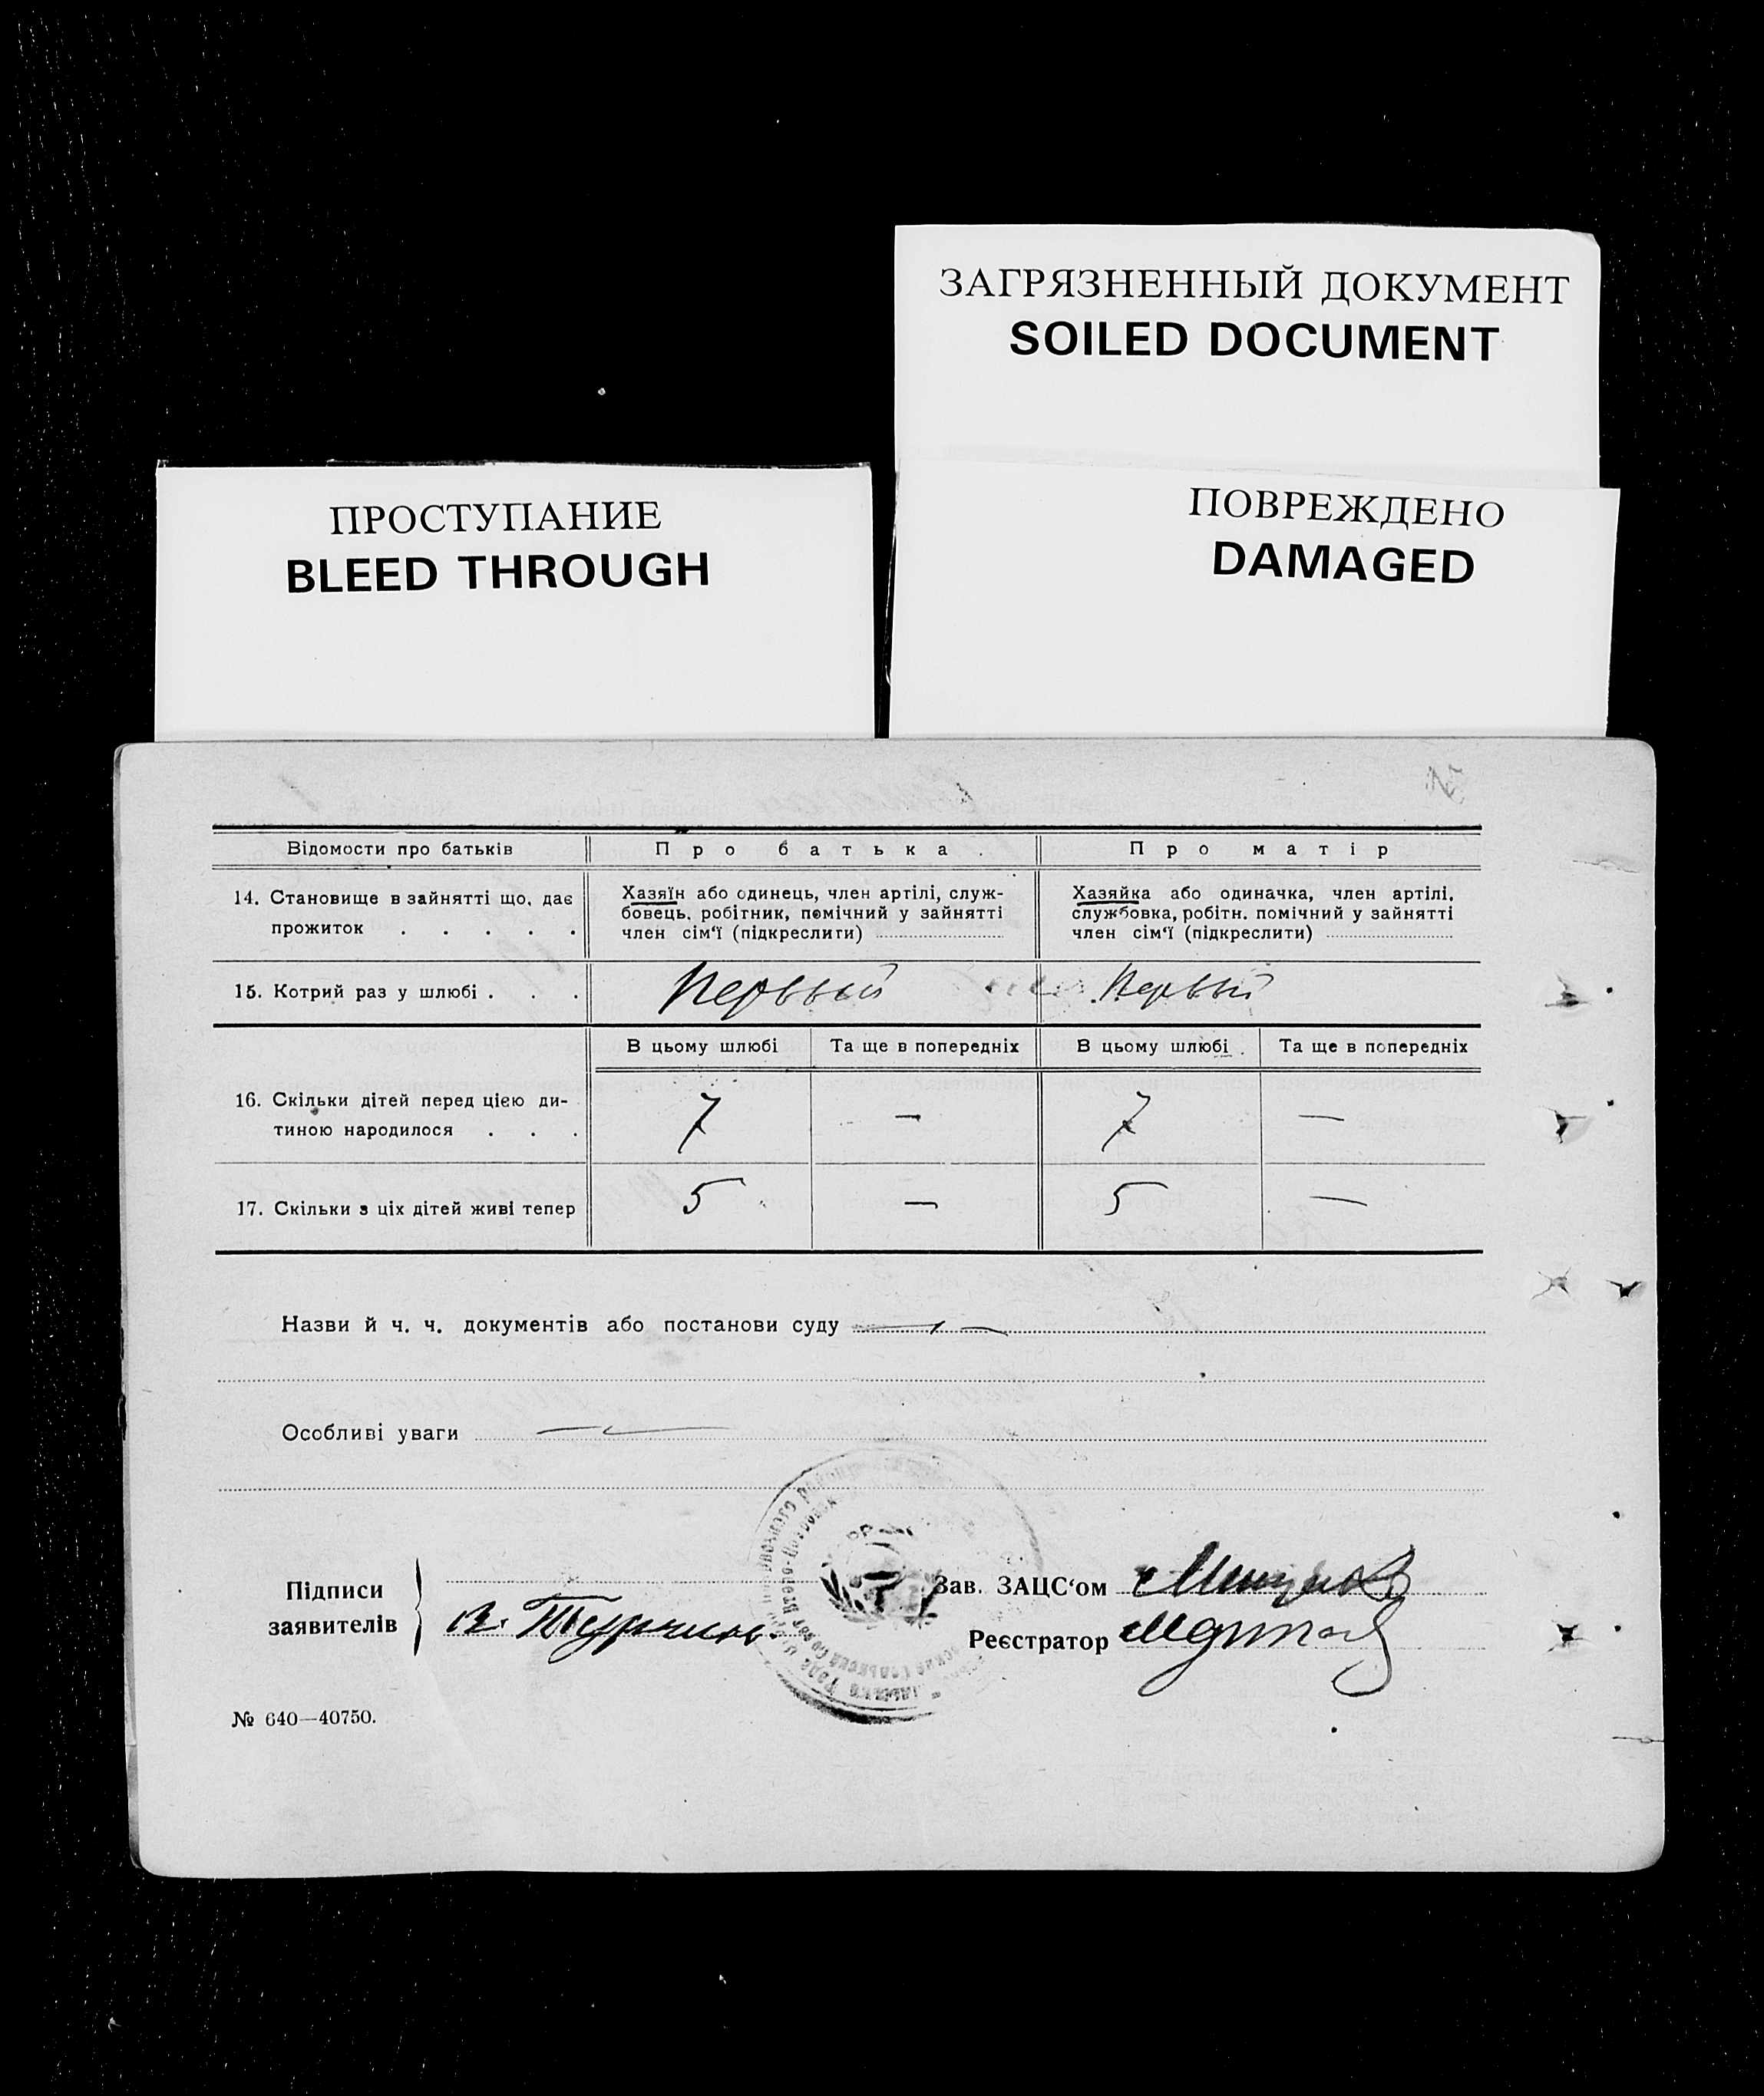 ЗАГРЯЗНЕННЫЙ ДОКУМЕНТ
SOILED DOCUMENT
ПРОСТУПАНИЕ
BLEED THROUGH
ПОВРЕЖДЕНО
DAMAGED
Відомости про батьків
Про батька.
Про матір
14. Становище в зайнятті що, дає
прожиток . . . . .
Хазяїн або одинець, член артілі, служ-
бовець, робітник, помічний у зайнятті
член сім'ї (підкреслити)
Хазяйка або одиначка, член артілі,
службовка, робітн. помічний у зайнятті
член сім'ї (підкреслити)
15. Котрий раз у шлюбі . . .
Первый
Первый
В цьому шлюбі
Та ще в попередніх
В цьому шлюбі
Та ще в попередніх
16. Скільки дітей перед цією ди-
тиною народилося . . .
7
—
7
—
17. Скільки з ціх дітей живі тепер
5
—
5
—
Назви й ч. ч. документів або постанови суду
Особливі уваги
Підписи
заявителів
Зав. ЗАЦС'ом
Реєстратор
№ 640—40750.